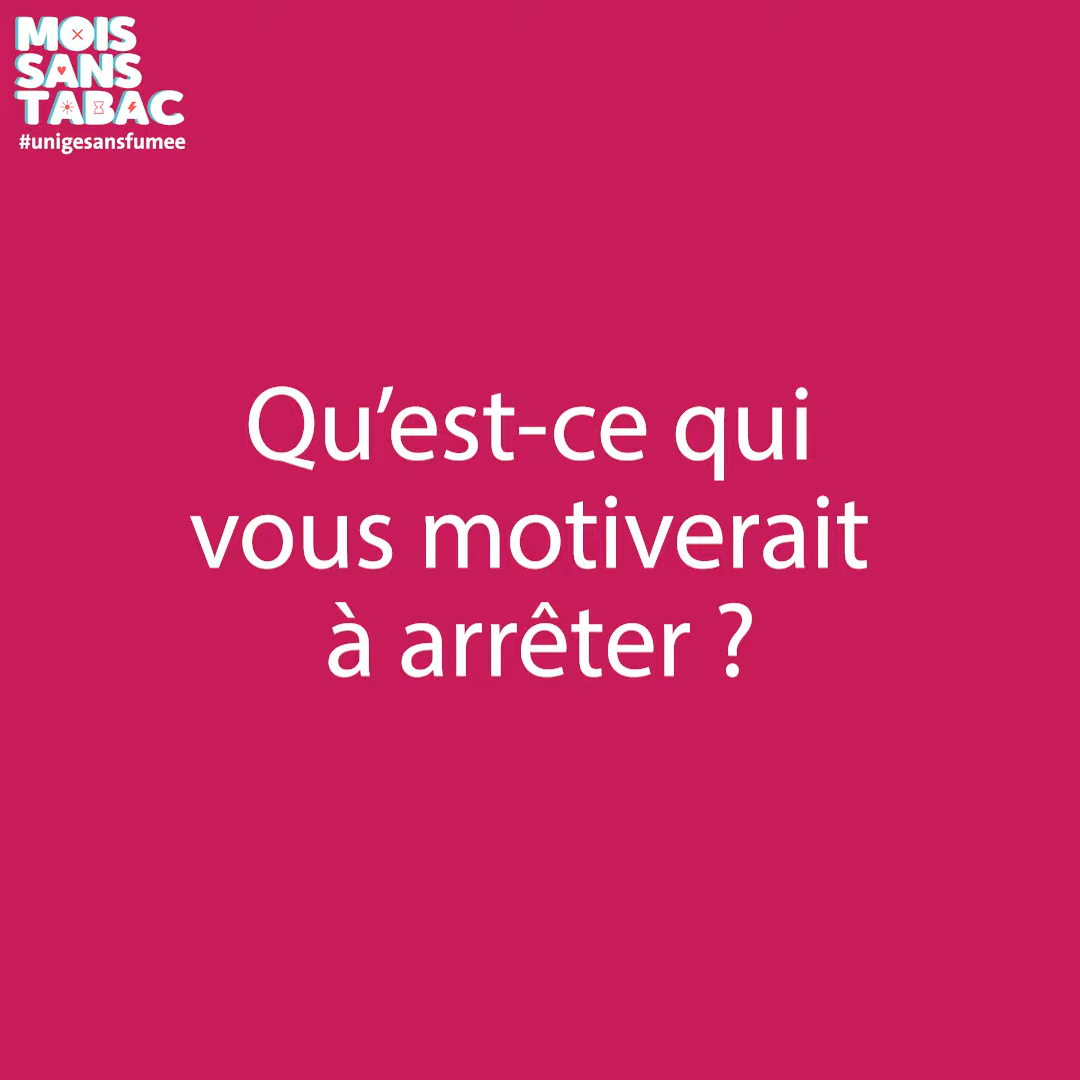 MOIS
SANS
TABAC
#unigesansfumee
Qu’est-ce qui
vous motiverait
à arrêter ?